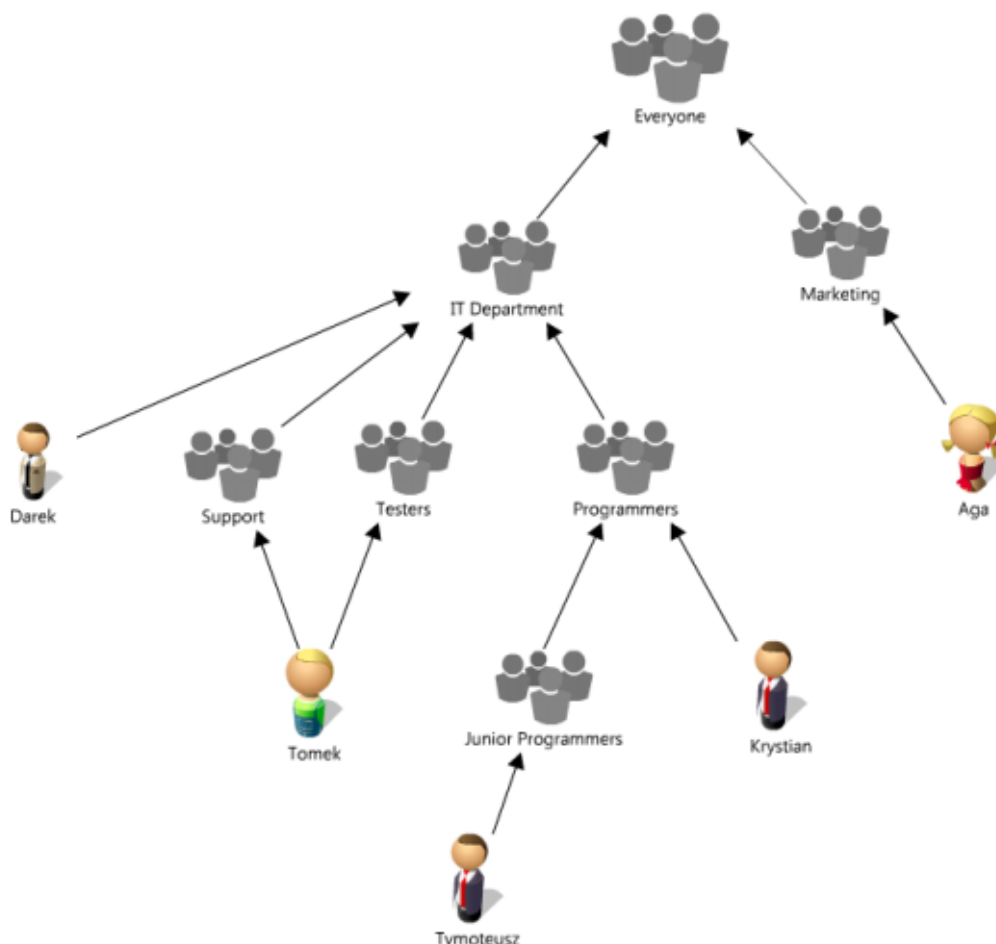 Everyone
IT Department
Marketing
Darek
Support
Testers
Programmers
Aga
Tomek
Junior Programmers
Krystian
Tymoteusz